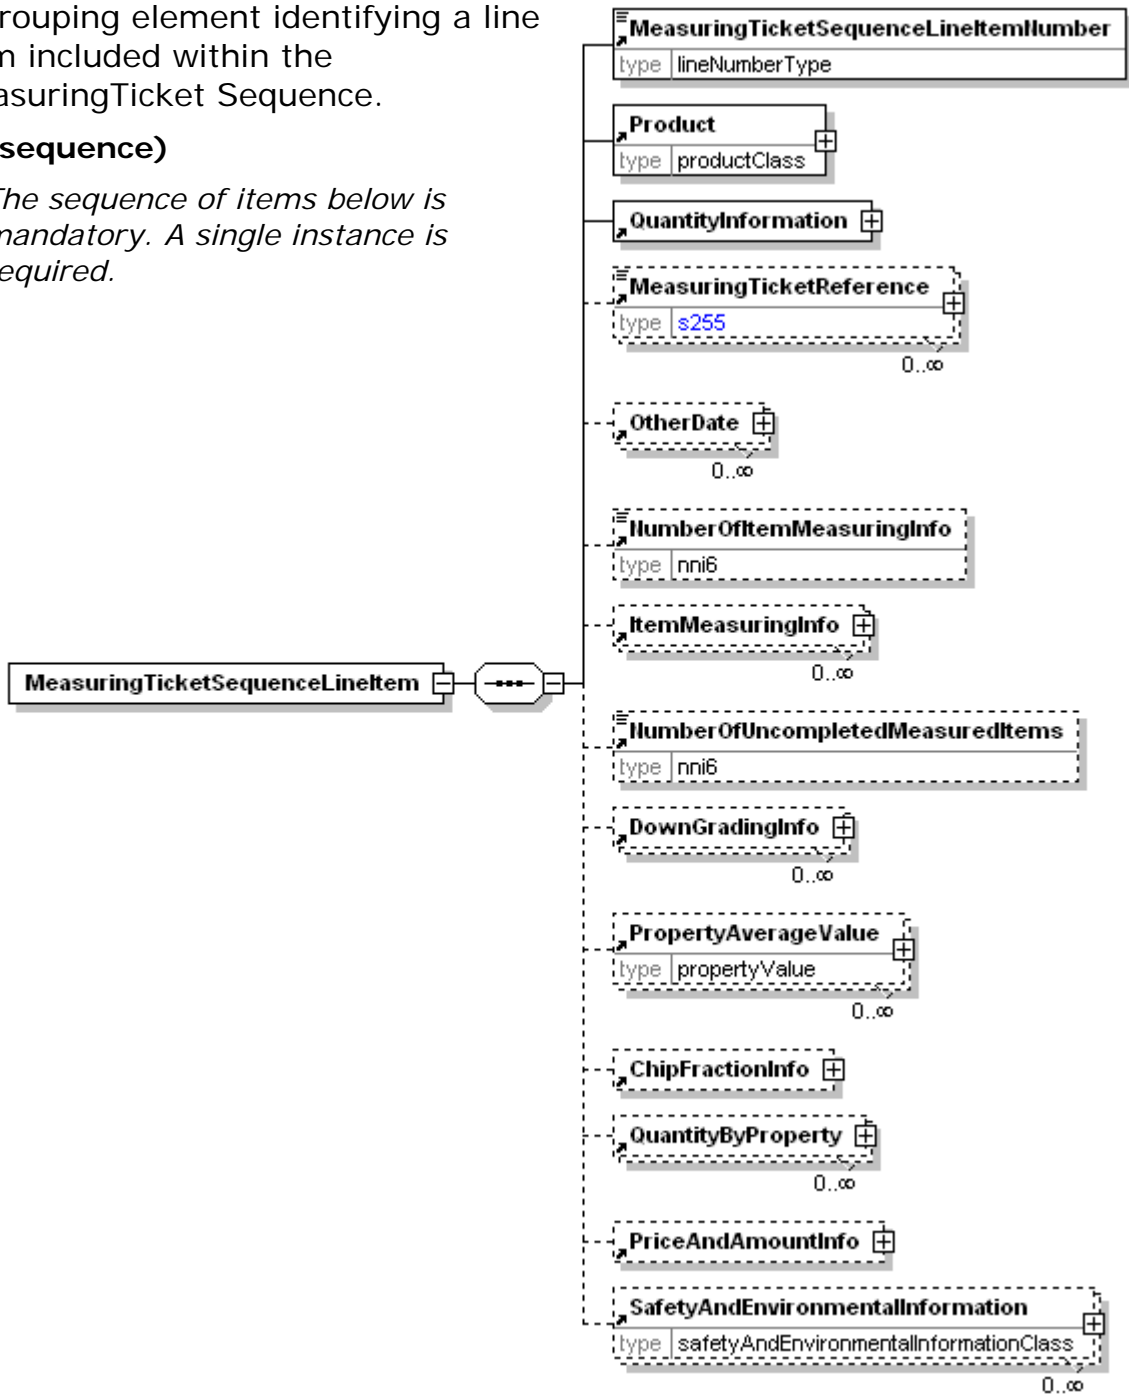 rouping element identifying a line
m included within the
asuringTicket Sequence.
sequence)
The sequence of items below is
mandatory. A single instance is
equired.
MeasuringTicketSequenceLineItem
MeasuringTicketSequenceLineItemNumber
type lineNumberType
Product
type productClass
QuantityInformation
MeasuringTicketReference
type s255
0..∞
OtherDate
0..∞
NumberOfItemMeasuringInfo
type nni6
ItemMeasuringInfo
0..∞
NumberOfUncompletedMeasuredItems
type nni6
DownGradingInfo
0..∞
PropertyAverageValue
type propertyValue
0..∞
ChipFractionInfo
QuantityByProperty
0..∞
PriceAndAmountInfo
SafetyAndEnvironmentalInformation
type safetyAndEnvironmentalInformationClass
0..∞